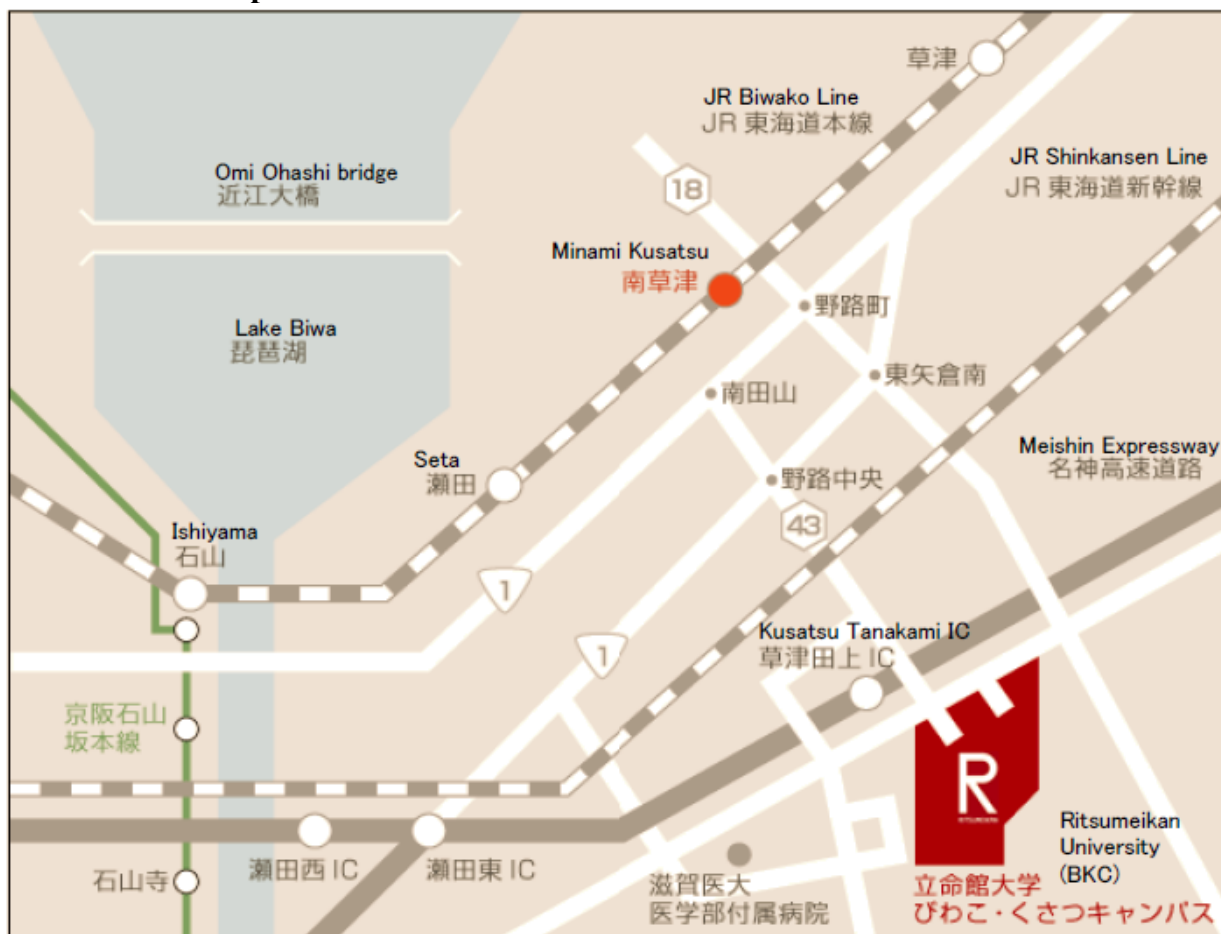 草津
JR Biwako Line
JR 東海道本線
JR Shinkansen Line
JR 東海道新幹線
Omi Ohashi bridge
近江大橋
18
Minami Kusatsu
南草津
野路町
Lake Biwa
琵琶湖
東矢倉南
南田山
Meishin Expressway
名神高速道路
Seta
瀬田
野路中央
43
Ishiyama
石山
1
1
Kusatsu Tanakami IC
草津田上 IC
京阪石山
坂本線
R
RITSUMEIKAN
Ritsumeikan
University
(BKC)
瀬田西 IC
瀬田東 IC
石山寺
滋賀医大
医学部付属病院
立命館大学
びわこ・くさつキャンパス